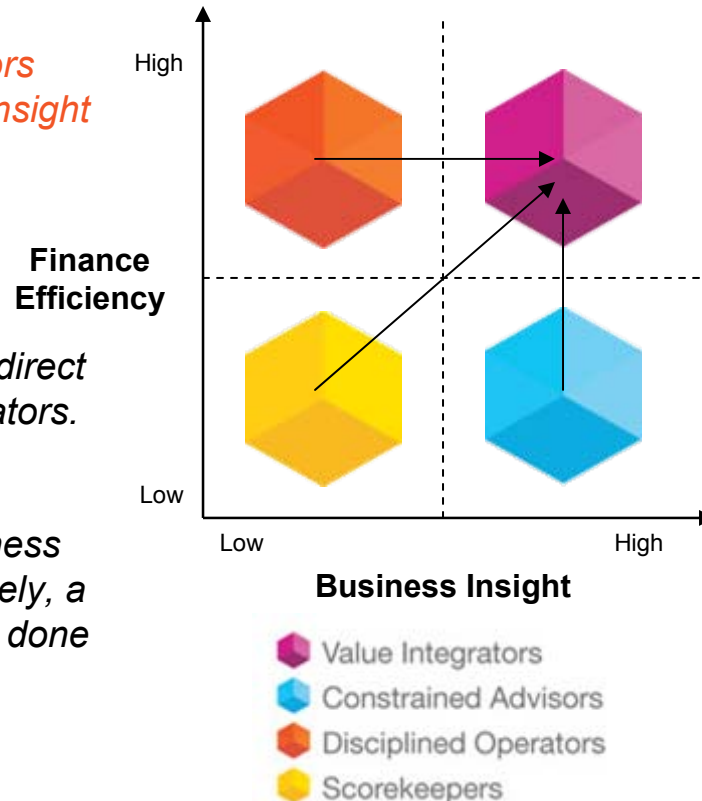 ors
nsight
direct
ators.
ness
ely, a
done
High
Finance
Efficiency
Low
Low
High
Business Insight
Value Integrators
Constrained Advisors
Disciplined Operators
Scorekeepers